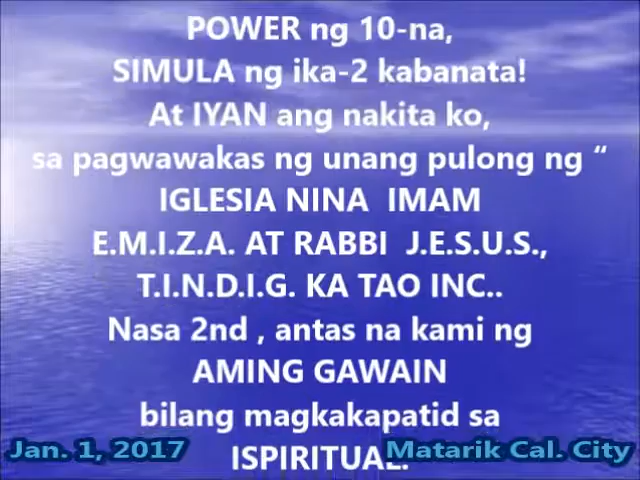 POWER ng 10-na,
SIMULA ng ika-2 kabanata!
At IYAN ang nakita ko,
sa pagwawakas ng unang pulong ng “
IGLESIA NINA IMAM
E.M.I.Z.A. AT RABBI J.E.S.U.S.,
T.I.N.D.I.G. KA TAO INC..
Nasa 2nd , antas na kami ng
AMING GAWAIN
bilang magkakapatid sa
ISPIRITUAL.
Jan. 1, 2017
Matarik Cal. City